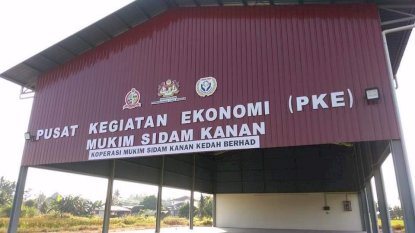 PUSAT KEGIATAN EKONOMI (PKE)
MUKIM SIDAM KANAN
KOPERASI MUKIM SIDAM KANAN KEDAH BERHAD